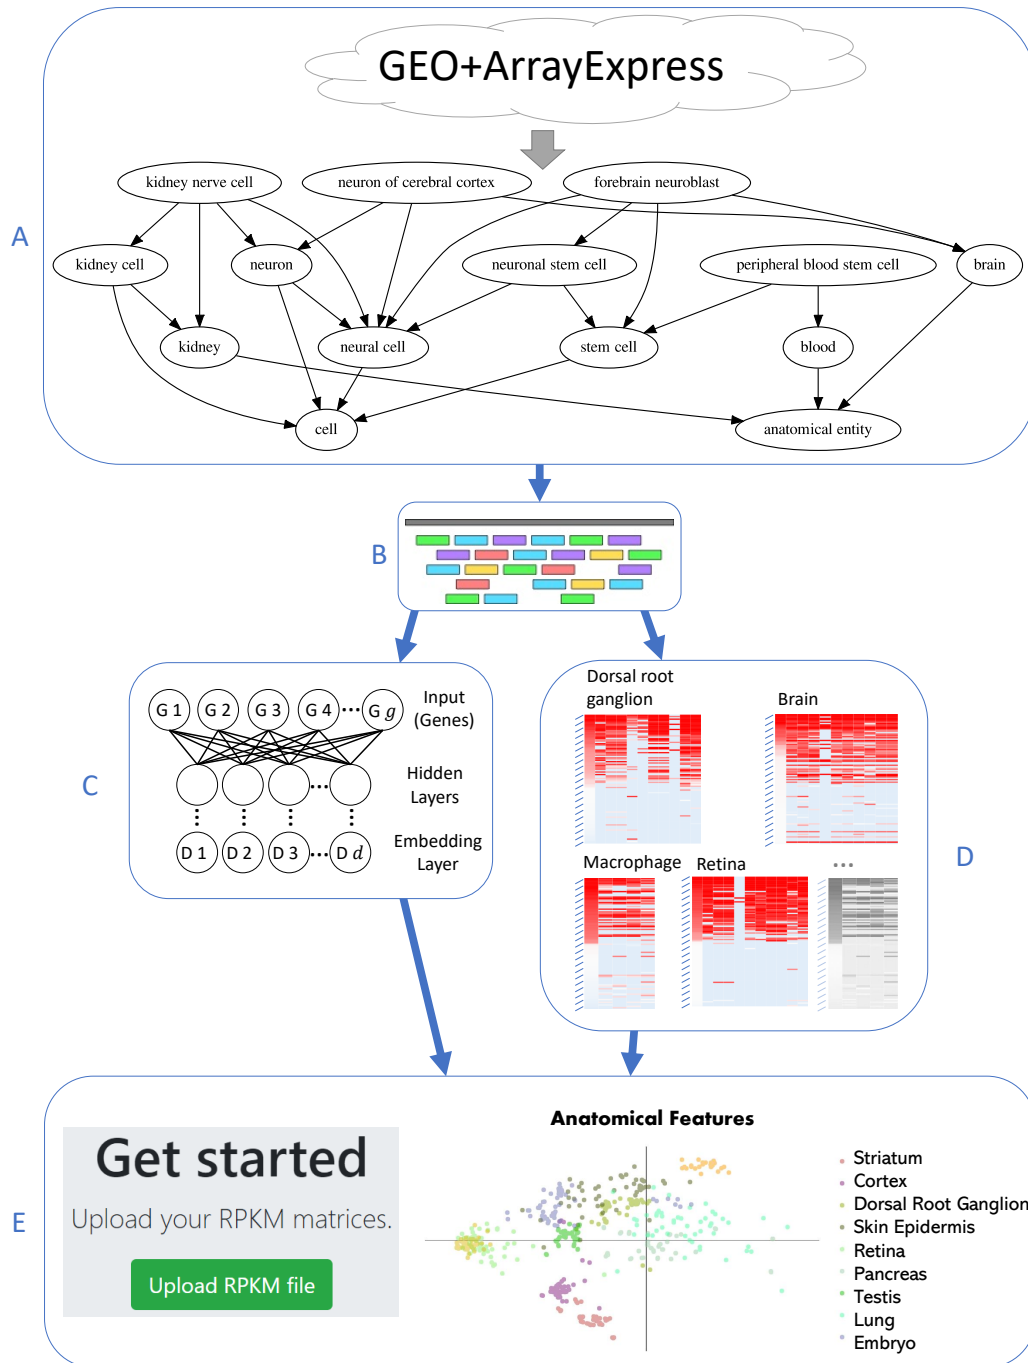 GEO+ArrayExpress
kidney nerve cell
neuron of cerebral cortex
forebrain neuroblast
A
kidney cell
neuron
neuronal stem cell
peripheral blood stem cell
brain
kidney
neural cell
stem cell
blood
cell
anatomical entity
B
C
G 1 G 2 G 3 G 4 ··· G g
Input
(Genes)
...
Hidden
Layers
D 1 D 2 D 3 ··· D d
Embedding
Layer
D
Dorsal root
ganglion
Brain
Macrophage
Retina
...
E
Get started
Upload your RPKM matrices.
Upload RPKM file
Anatomical Features
Striatum
Cortex
Dorsal Root Ganglion
Skin Epidermis
Retina
Pancreas
Testis
Lung
Embryo